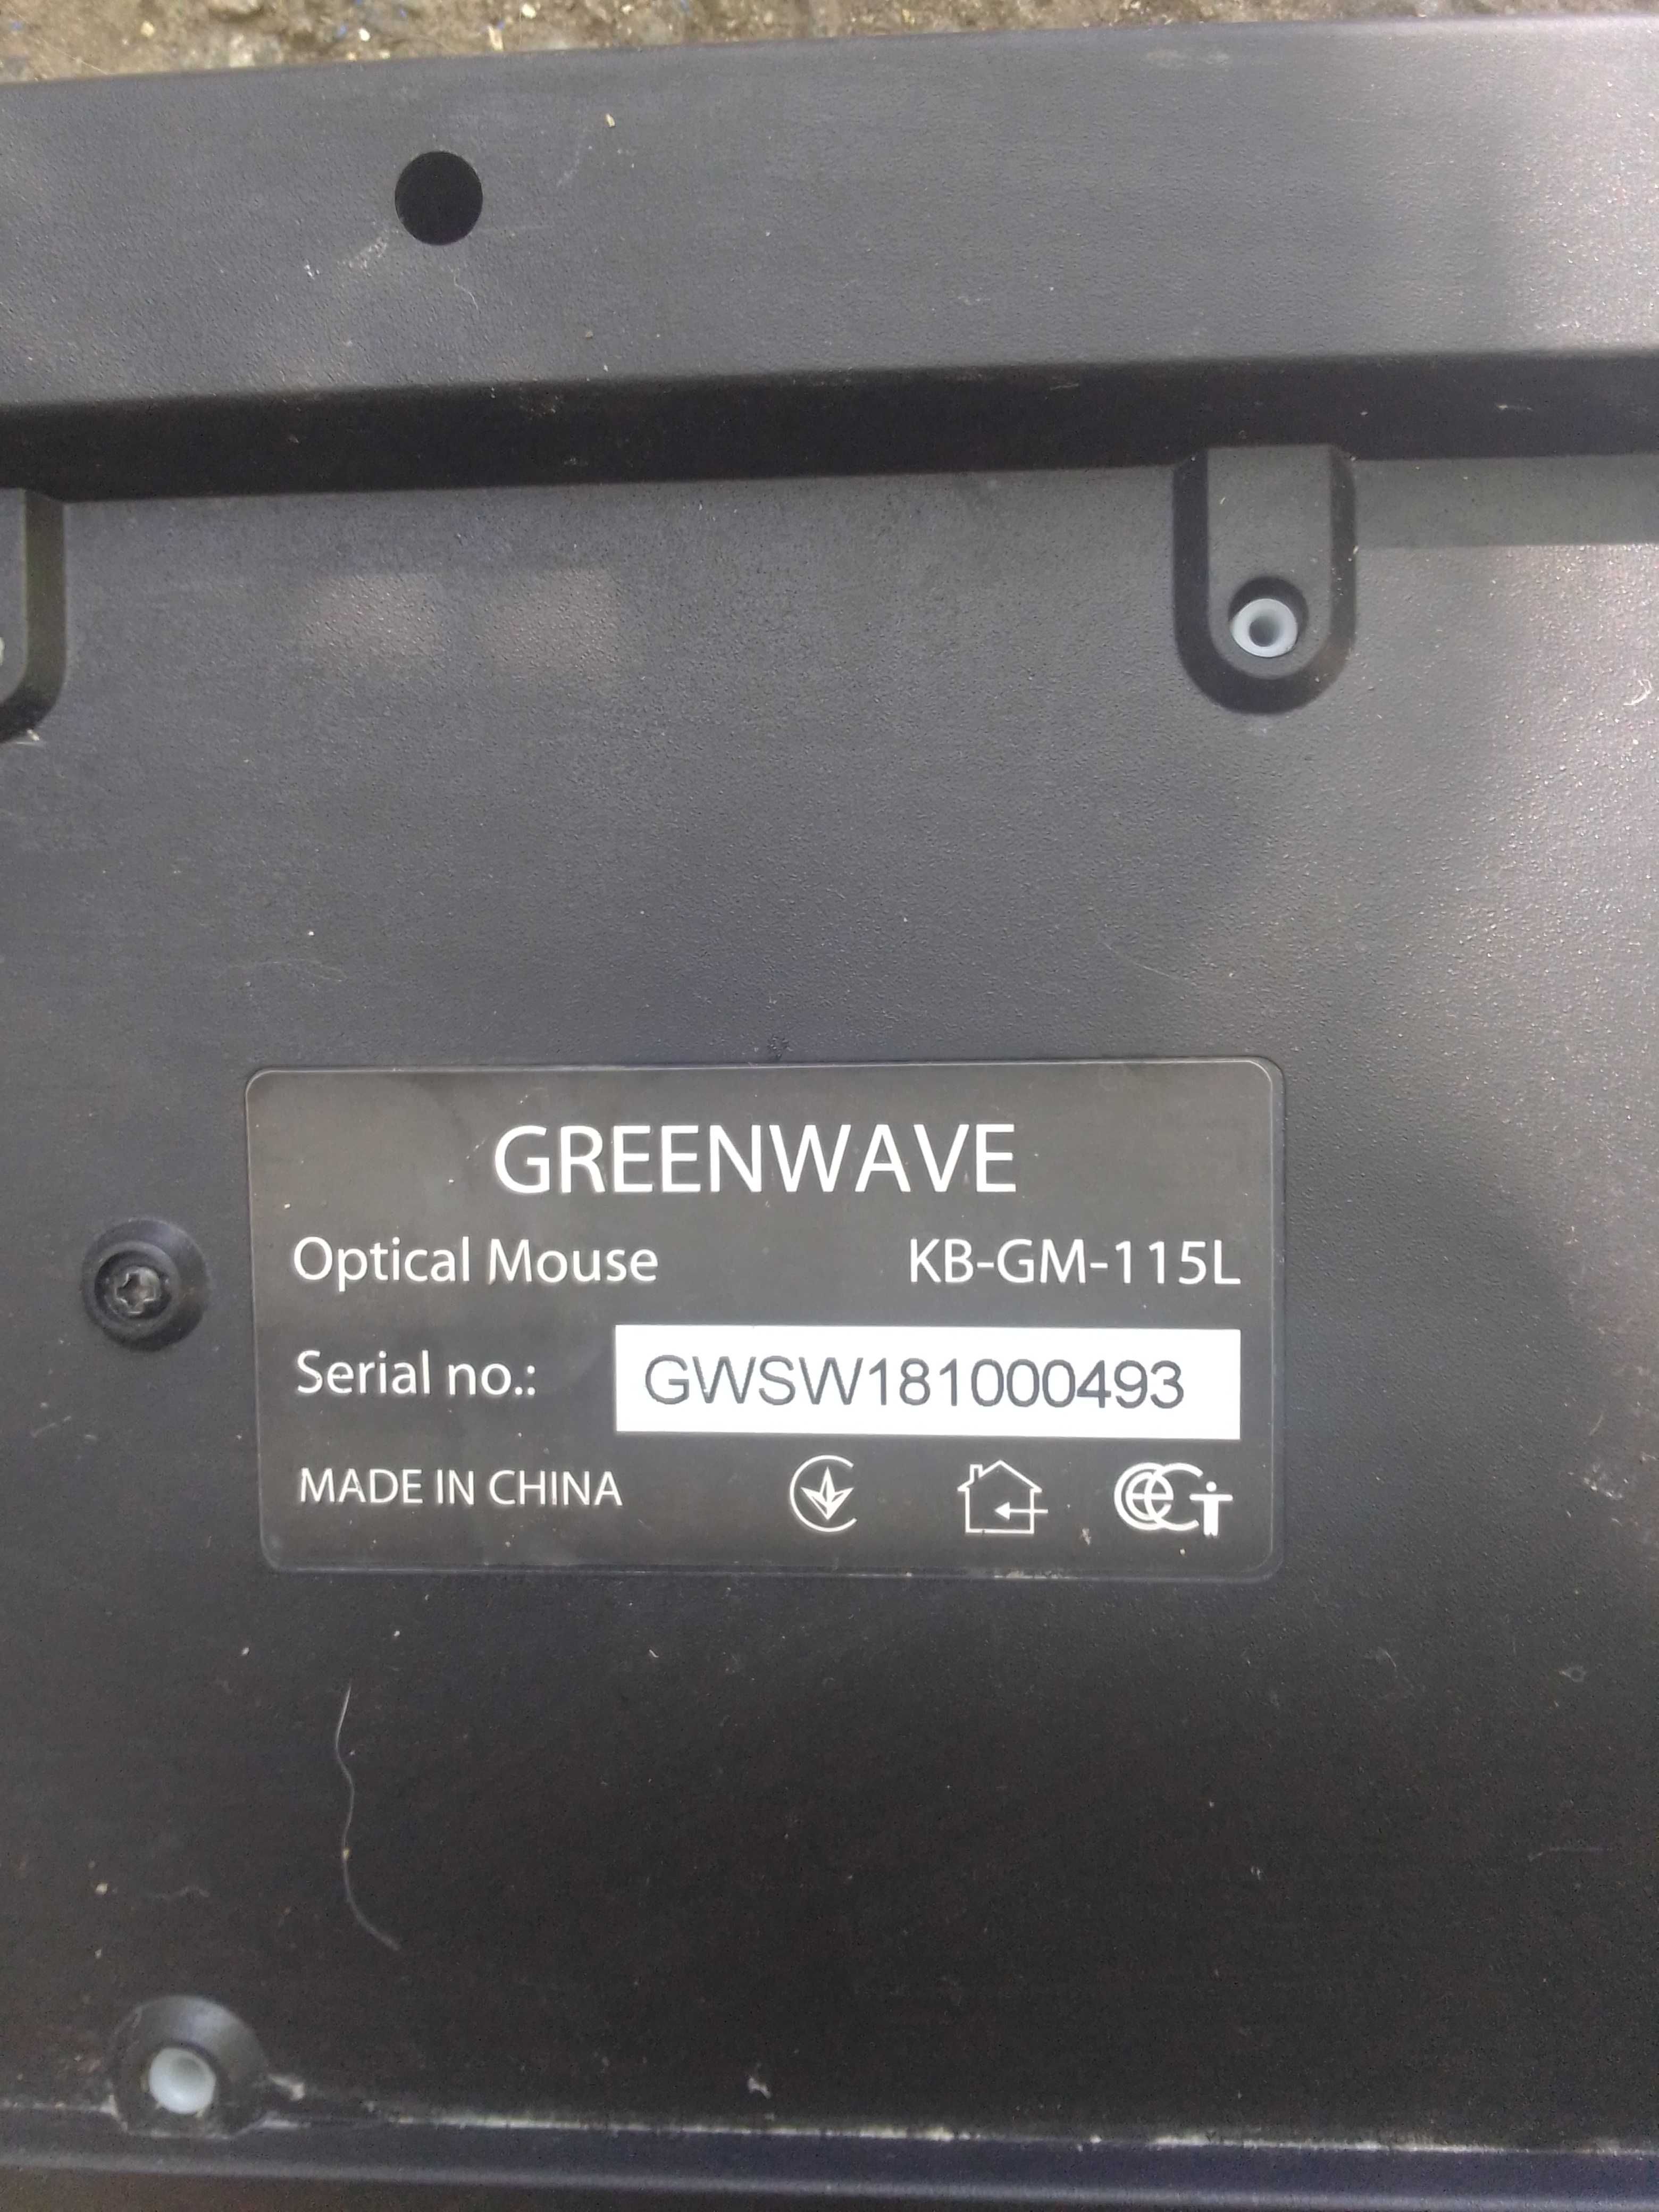 GREENWAVE
Optical Mouse KB-GM-115L
Serial no.: GWSW181000493
MADE IN CHINA